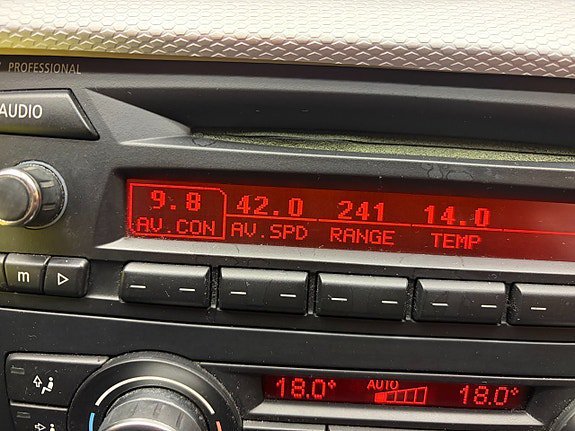 PROFESSIONAL
AUDIO
9.8 42.0 241 14.0
AV.CON AV.SPD RANGE TEMP
m
18.0° AUTO 18.0°